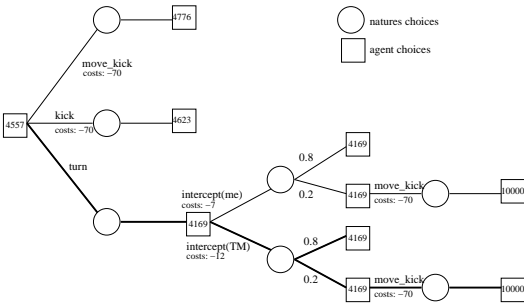 4776
natures choices
agent choices
move_kick
costs: −70
kick
costs: −70
4557
4623
turn
0.8
4169
intercept(me)
costs: −7
0.2
4169
move_kick
costs: −70
10000
4169
intercept(TM)
costs: −12
0.8
4169
0.2
4169
move_kick
costs: −70
10000